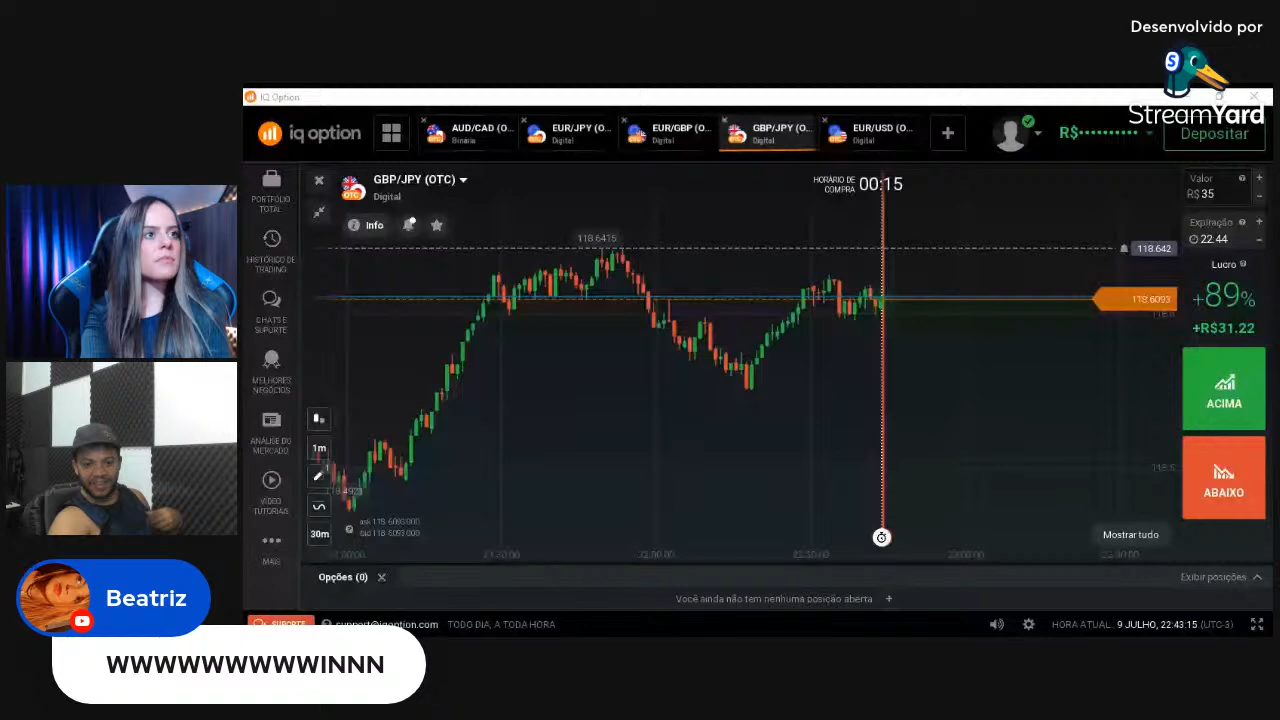 Desenvolvido por
StreamYard
IQ Option
iq option
AUD/CAD (O...
Binária
EUR/JPY (O...
Digital
EUR/GBP (O...
Digital
GBP/JPY (O...
Digital
EUR/USD (O...
Digital
R$••••••••••
Depositar
PORTFÓLIO
TOTAL
HISTÓRICO DE
TRADING
CHATS E
SUPORTE
MELHORES
NEGÓCIOS
ANÁLISE DO
MERCADO
VÍDEO
TUTORIAIS
MAIS
GBP/JPY (OTC)
Digital
OTC
Info
HORÁRIO DE
COMPRA
00:15
118.6415
118.642
118.6093
1m
30m
22:30:00
Mostrar tudo
Valor
R$35
Expiração
22:44
Lucro
+89%
+R$31.22
ACIMA
ABAIXO
Opções (0)
Exibir posições
Você ainda não tem nenhuma posição aberta
SUPORTE
support@iqoption.com
TODO DIA, A TODA HORA
HORA ATUAL: 9 JULHO, 22:43:15 (UTC-3)
Beatriz
WWWWWWWWWINNN